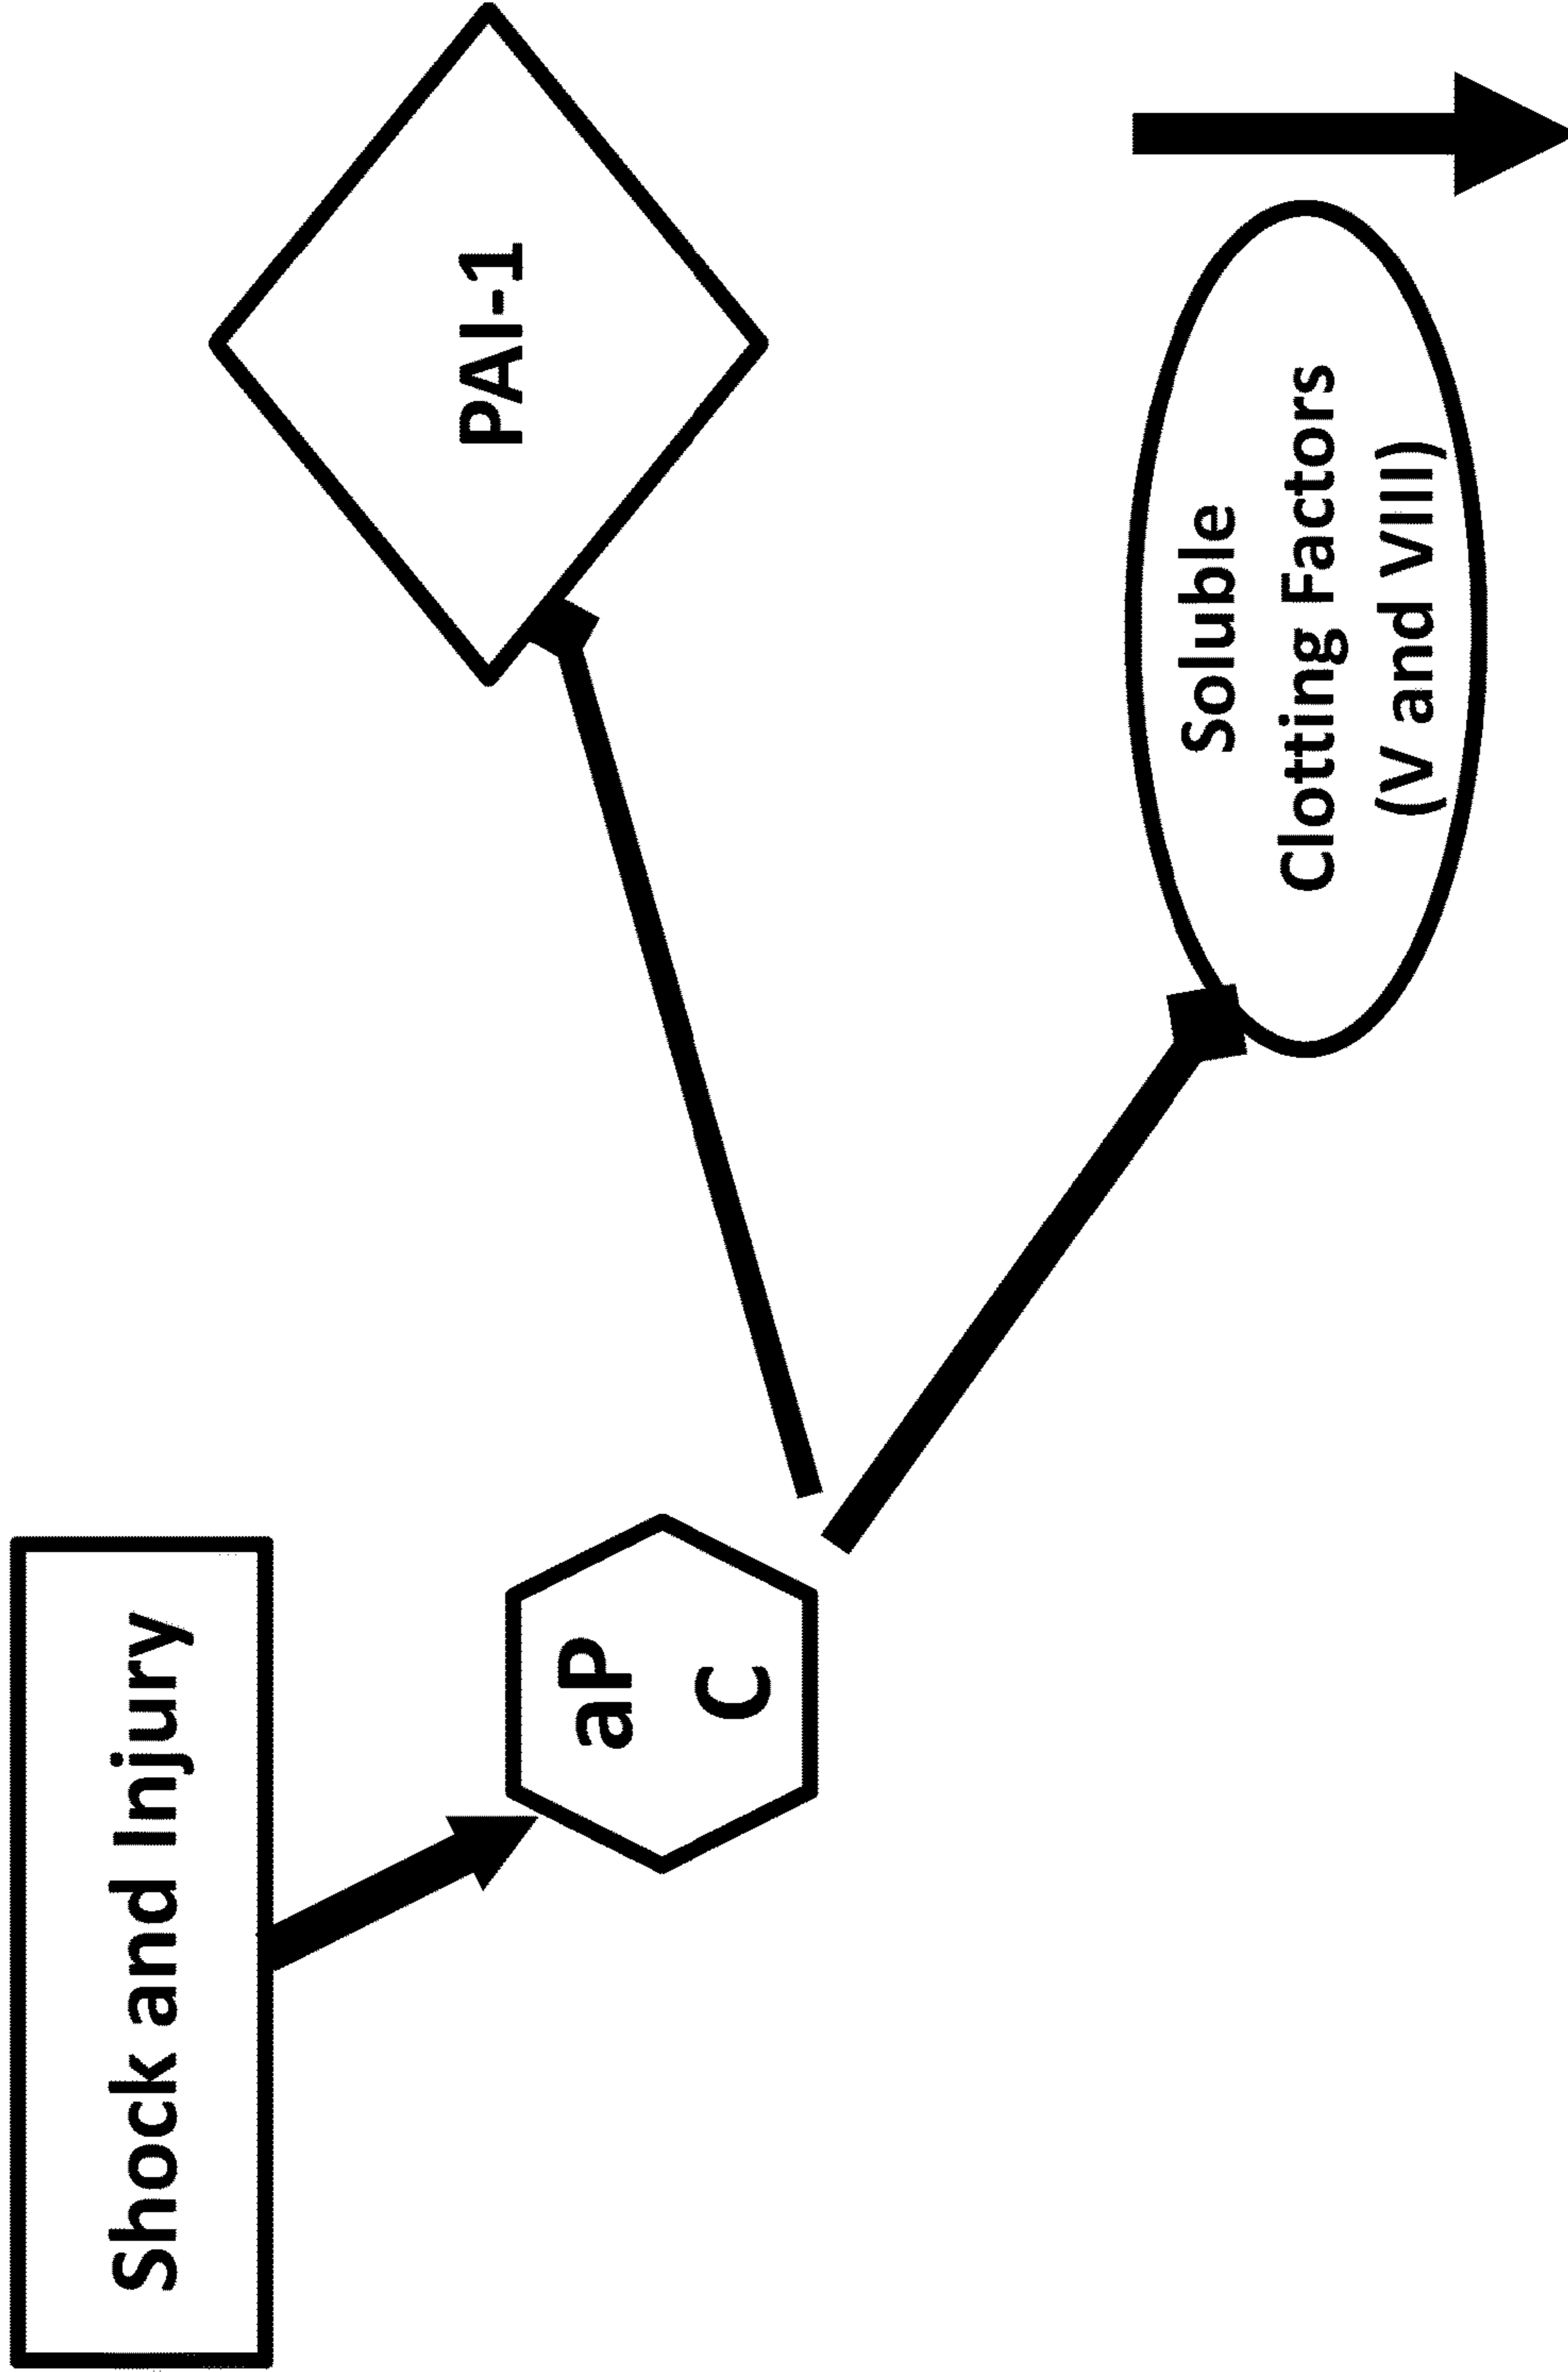 Shock and Injury
aP
C
PAI-1
Soluble
Clotting Factors
(V and VIII)